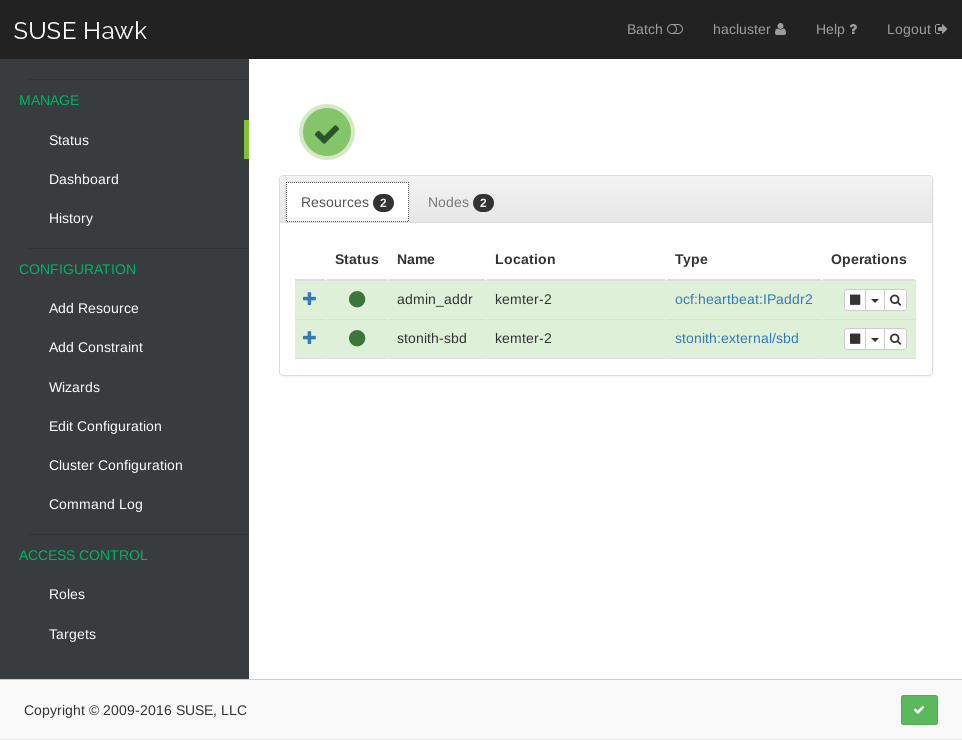 SUSE Hawk
Batch hacluster Help ? Logout
MANAGE
Status
Dashboard
History
CONFIGURATION
Add Resource
Add Constraint
Wizards
Edit Configuration
Cluster Configuration
Command Log
ACCESS CONTROL
Roles
Targets
Resources 2 Nodes 2
Status Name Location Type Operations
admin_addr kemter-2 ocf:heartbeat:IPaddr2
stonith-sbd kemter-2 stonith:external/sbd
Copyright © 2009-2016 SUSE, LLC